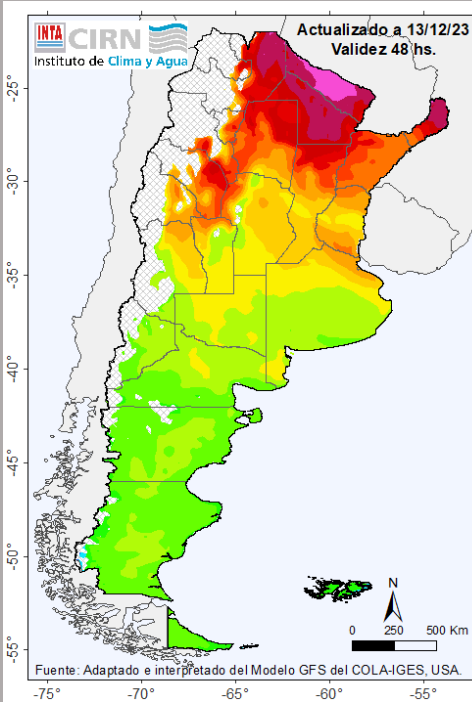 INTA CIRN
Instituto de Clima y Agua
Actualizado a 13/12/23
Validez 48 hs.
-25°
-30°
-35°
-40°
-45°
-50°
-55°
N
0 250 500 Km
Fuente: Adaptado e interpretado del Modelo GFS del COLA-IGES, USA.
-75° -70° -65° -60° -55°